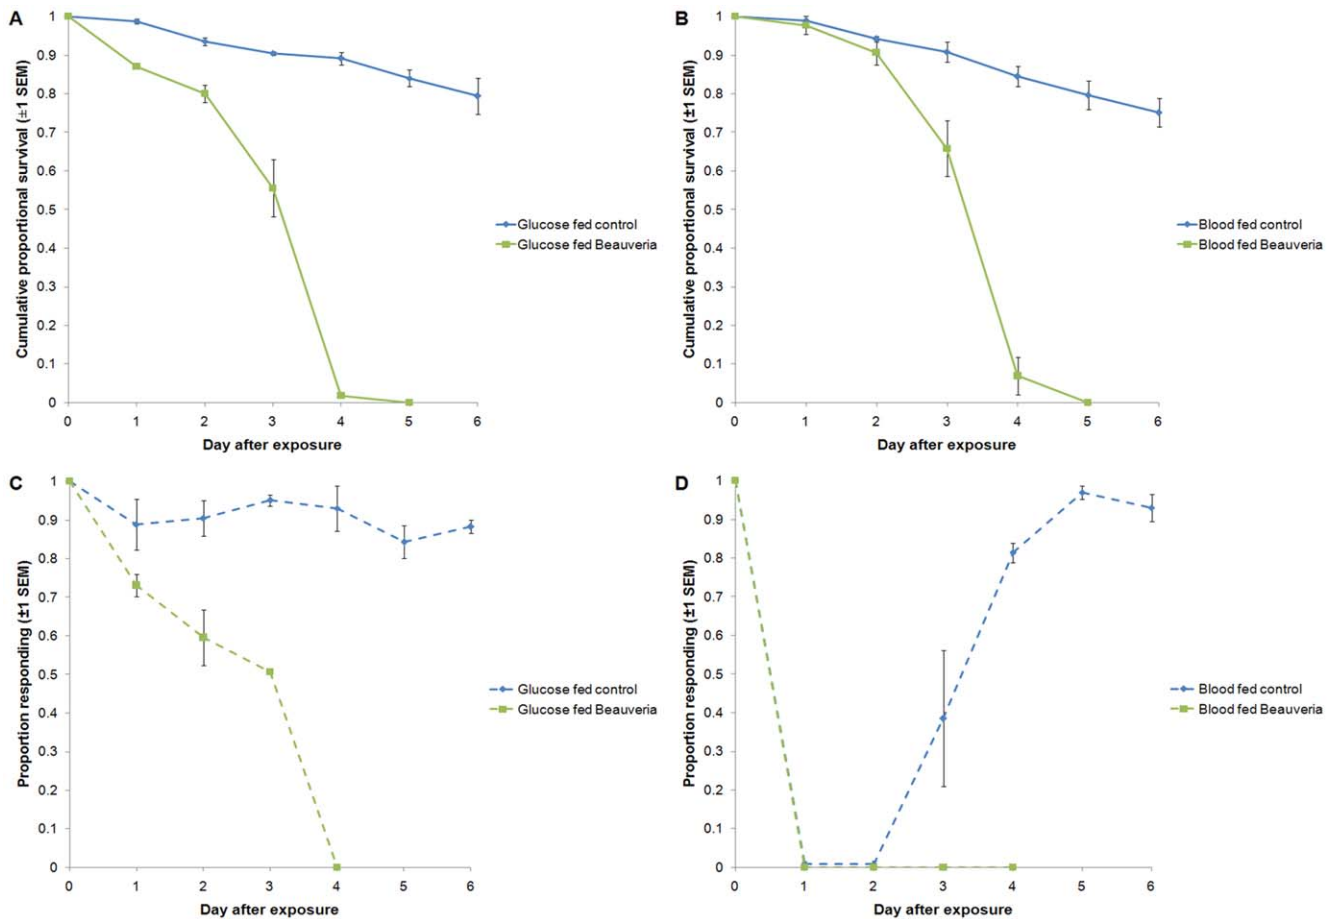 A
Cumulative proportional survival (±1 SEM)
1
0.9
0.8
0.7
0.6
0.5
0.4
0.3
0.2
0.1
0
0 1 2 3 4 5 6
Day after exposure
Glucose fed control
Glucose fed Beauveria
B
Cumulative proportional survival (±1 SEM)
1
0.9
0.8
0.7
0.6
0.5
0.4
0.3
0.2
0.1
0
0 1 2 3 4 5 6
Day after exposure
Blood fed control
Blood fed Beauveria
C
Proportion responding (±1 SEM)
1
0.9
0.8
0.7
0.6
0.5
0.4
0.3
0.2
0.1
0
0 1 2 3 4 5 6
Day after exposure
Glucose fed control
Glucose fed Beauveria
D
Proportion responding (±1 SEM)
1
0.9
0.8
0.7
0.6
0.5
0.4
0.3
0.2
0.1
0
0 1 2 3 4 5 6
Day after exposure
Blood fed control
Blood fed Beauveria